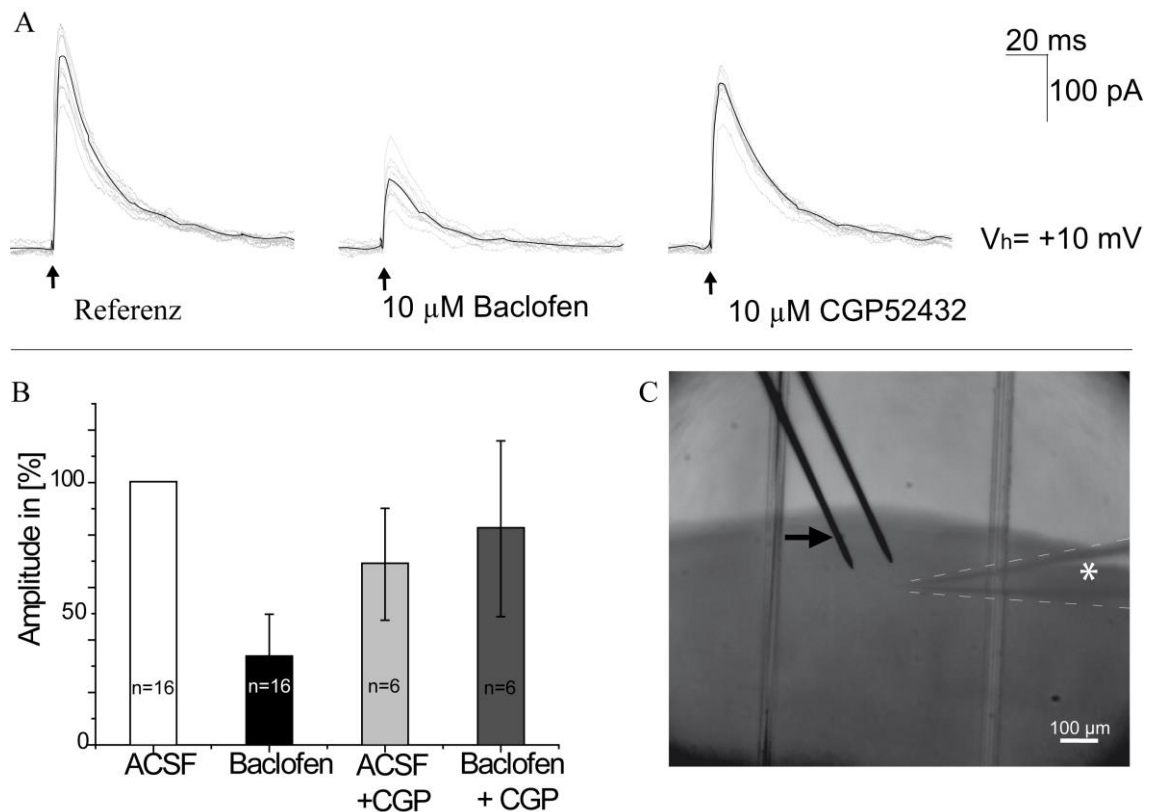 A
20 ms
100 pA
Vh= +10 mV
Referenz
10 µM Baclofen
10 µM CGP52432
B
Amplitude in [%]
100
50
0
n=16
n=16
n=6
n=6
ACSF
Baclofen
ACSF
+CGP
Baclofen
+ CGP
C
*
100 µm